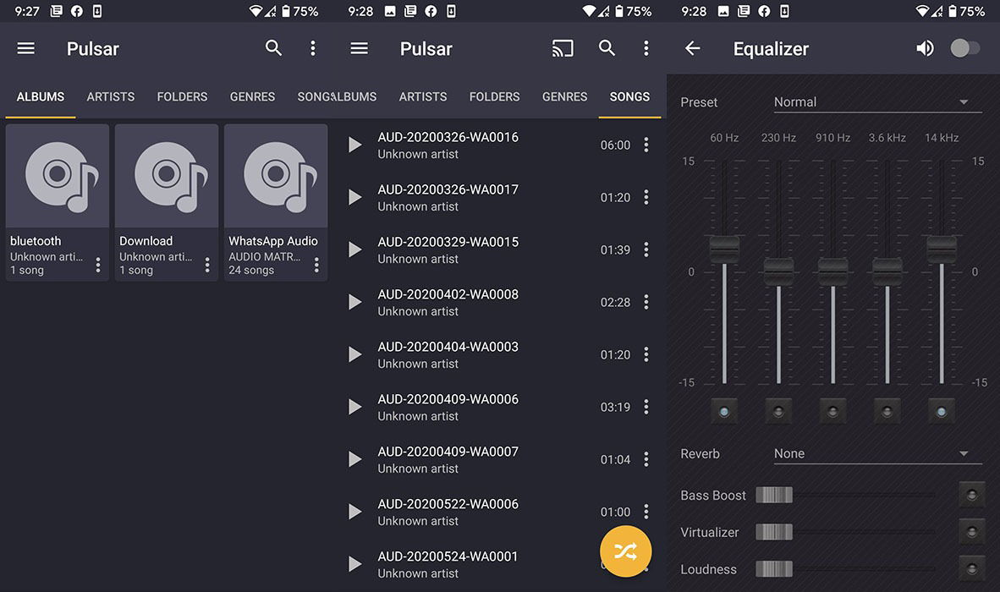 9:27
75%
Pulsar
ALBUMS ARTISTS FOLDERS GENRES SONG
bluetooth
Unknown arti...
1 song
Download
Unknown arti...
1 song
WhatsApp Audio
AUDIO MATR...
24 songs
9:28
75%
Pulsar
ALBUMS ARTISTS FOLDERS GENRES SONGS
AUD-20200326-WA0016
Unknown artist
06:00
AUD-20200326-WA0017
Unknown artist
01:20
AUD-20200329-WA0015
Unknown artist
01:39
AUD-20200402-WA0008
Unknown artist
02:28
AUD-20200404-WA0003
Unknown artist
01:20
AUD-20200409-WA0006
Unknown artist
03:19
AUD-20200409-WA0007
Unknown artist
01:04
AUD-20200522-WA0006
Unknown artist
01:00
AUD-20200524-WA0001
Unknown artist
9:28
75%
Equalizer
Preset Normal
60 Hz 230 Hz 910 Hz 3.6 kHz 14 kHz
15 15
0 0
-15 -15
Reverb None
Bass Boost
Virtualizer
Loudness